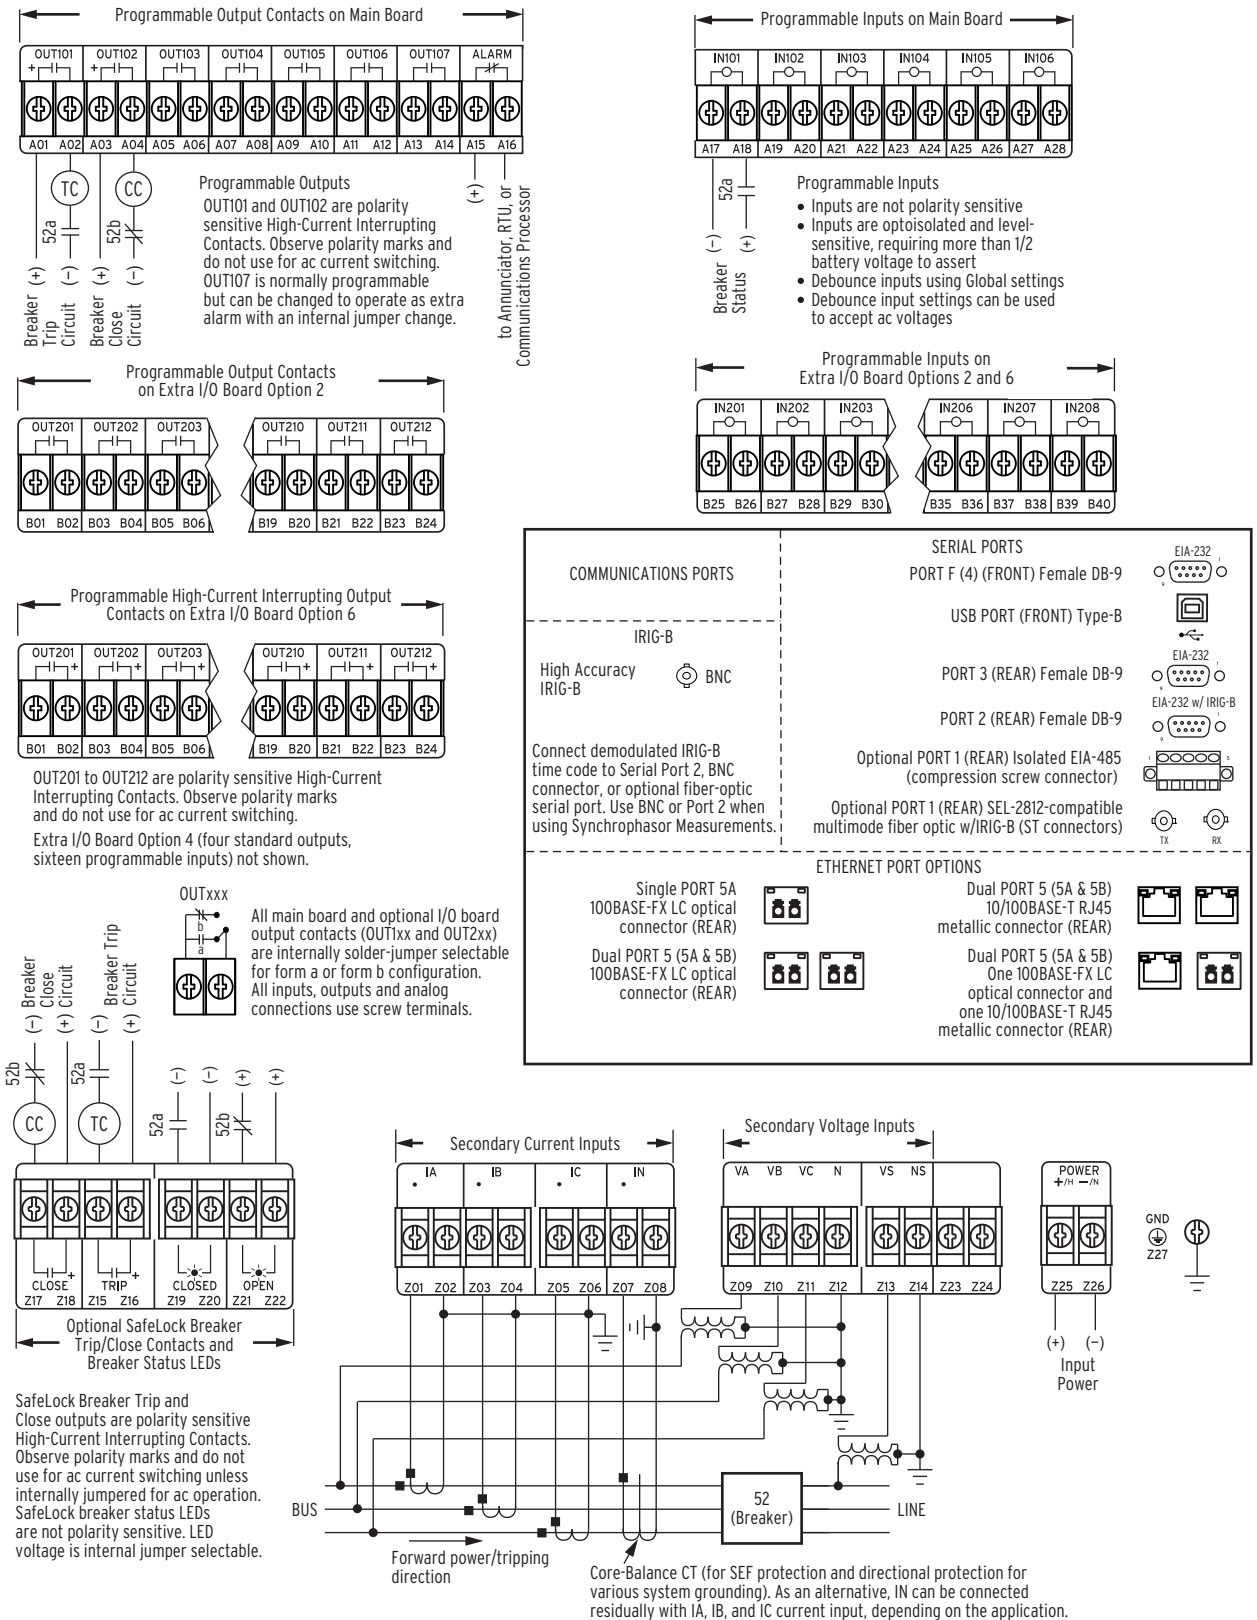 Programmable Output Contacts on Main Board
OUT101 OUT102 OUT103 OUT104 OUT105 OUT106 OUT107 ALARM
+ +
A01 A02 A03 A04 A05 A06 A07 A08 A09 A10 A11 A12 A13 A14 A15 A16
TC CC
52a 52b
(+) (-) (+) (-) (+)
Breaker
Trip
Circuit
Breaker
Close
Circuit
to Annunciator, RTU, or
Communications Processor
Programmable Outputs
OUT101 and OUT102 are polarity
sensitive High-Current Interrupting
Contacts. Observe polarity marks and
do not use for ac current switching.
OUT107 is normally programmable
but can be changed to operate as extra
alarm with an internal jumper change.
Programmable Inputs on Main Board
IN101 IN102 IN103 IN104 IN105 IN106
A17 A18 A19 A20 A21 A22 A23 A24 A25 A26 A27 A28
52a
(-) (+)
Breaker
Status
Programmable Inputs
• Inputs are not polarity sensitive
• Inputs are optoisolated and level-
sensitive, requiring more than 1/2
battery voltage to assert
• Debounce inputs using Global settings
• Debounce input settings can be used
to accept ac voltages
Programmable Output Contacts
on Extra I/O Board Option 2
OUT201 OUT202 OUT203 OUT210 OUT211 OUT212
B01 B02 B03 B04 B05 B06 B19 B20 B21 B22 B23 B24
Programmable Inputs on
Extra I/O Board Options 2 and 6
IN201 IN202 IN203 IN206 IN207 IN208
B25 B26 B27 B28 B29 B30 B35 B36 B37 B38 B39 B40
Programmable High-Current Interrupting Output
Contacts on Extra I/O Board Option 6
OUT201 OUT202 OUT203 OUT210 OUT211 OUT212
+ + + + + +
B01 B02 B03 B04 B05 B06 B19 B20 B21 B22 B23 B24
OUT201 to OUT212 are polarity sensitive High-Current
Interrupting Contacts. Observe polarity marks
and do not use for ac current switching.
Extra I/O Board Option 4 (four standard outputs,
sixteen programmable inputs) not shown.
COMMUNICATIONS PORTS
IRIG-B
High Accuracy
IRIG-B
BNC
Connect demodulated IRIG-B
time code to Serial Port 2, BNC
connector, or optional fiber-optic
serial port. Use BNC or Port 2 when
using Synchrophasor Measurements.
SERIAL PORTS
PORT F (4) (FRONT) Female DB-9
EIA-232
1
9
USB PORT (FRONT) Type-B
PORT 3 (REAR) Female DB-9
EIA-232
1
9
PORT 2 (REAR) Female DB-9
EIA-232 w/ IRIG-B
1
9
Optional PORT 1 (REAR) Isolated EIA-485
(compression screw connector)
1 5
Optional PORT 1 (REAR) SEL-2812-compatible
multimode fiber optic w/IRIG-B (ST connectors)
TX RX
ETHERNET PORT OPTIONS
Single PORT 5A
100BASE-FX LC optical
connector (REAR)
Dual PORT 5 (5A & 5B)
100BASE-FX LC optical
connector (REAR)
Dual PORT 5 (5A & 5B)
10/100BASE-T RJ45
metallic connector (REAR)
Dual PORT 5 (5A & 5B)
One 100BASE-FX LC
optical connector and
one 10/100BASE-T RJ45
metallic connector (REAR)
OUTxxx
b
a
All main board and optional I/O board
output contacts (OUT1xx and OUT2xx)
are internally solder-jumper selectable
for form a or form b configuration.
All inputs, outputs and analog
connections use screw terminals.
(-) Breaker
Close
(+) Circuit
(-) Breaker Trip
(+) Circuit
52b 52a
CC TC
(-) (-) (+) (+)
52a 52b
CLOSE + TRIP + CLOSED OPEN
Z17 Z18 Z15 Z16 Z19 Z20 Z21 Z22
Optional SafeLock Breaker
Trip/Close Contacts and
Breaker Status LEDs
SafeLock Breaker Trip and
Close outputs are polarity sensitive
High-Current Interrupting Contacts.
Observe polarity marks and do not
use for ac current switching unless
internally jumpered for ac operation.
SafeLock breaker status LEDs
are not polarity sensitive. LED
voltage is internal jumper selectable.
Secondary Current Inputs
IA IB IC IN
Z01 Z02 Z03 Z04 Z05 Z06 Z07 Z08
Secondary Voltage Inputs
VA VB VC N VS NS
Z09 Z10 Z11 Z12 Z13 Z14 Z23 Z24
POWER
+/H −/N
Z25 Z26
(+) (-)
Input
Power
GND
Z27
BUS
52
(Breaker)
LINE
Forward power/tripping
direction
Core-Balance CT (for SEF protection and directional protection for
various system grounding). As an alternative, IN can be connected
residually with IA, IB, and IC current input, depending on the application.